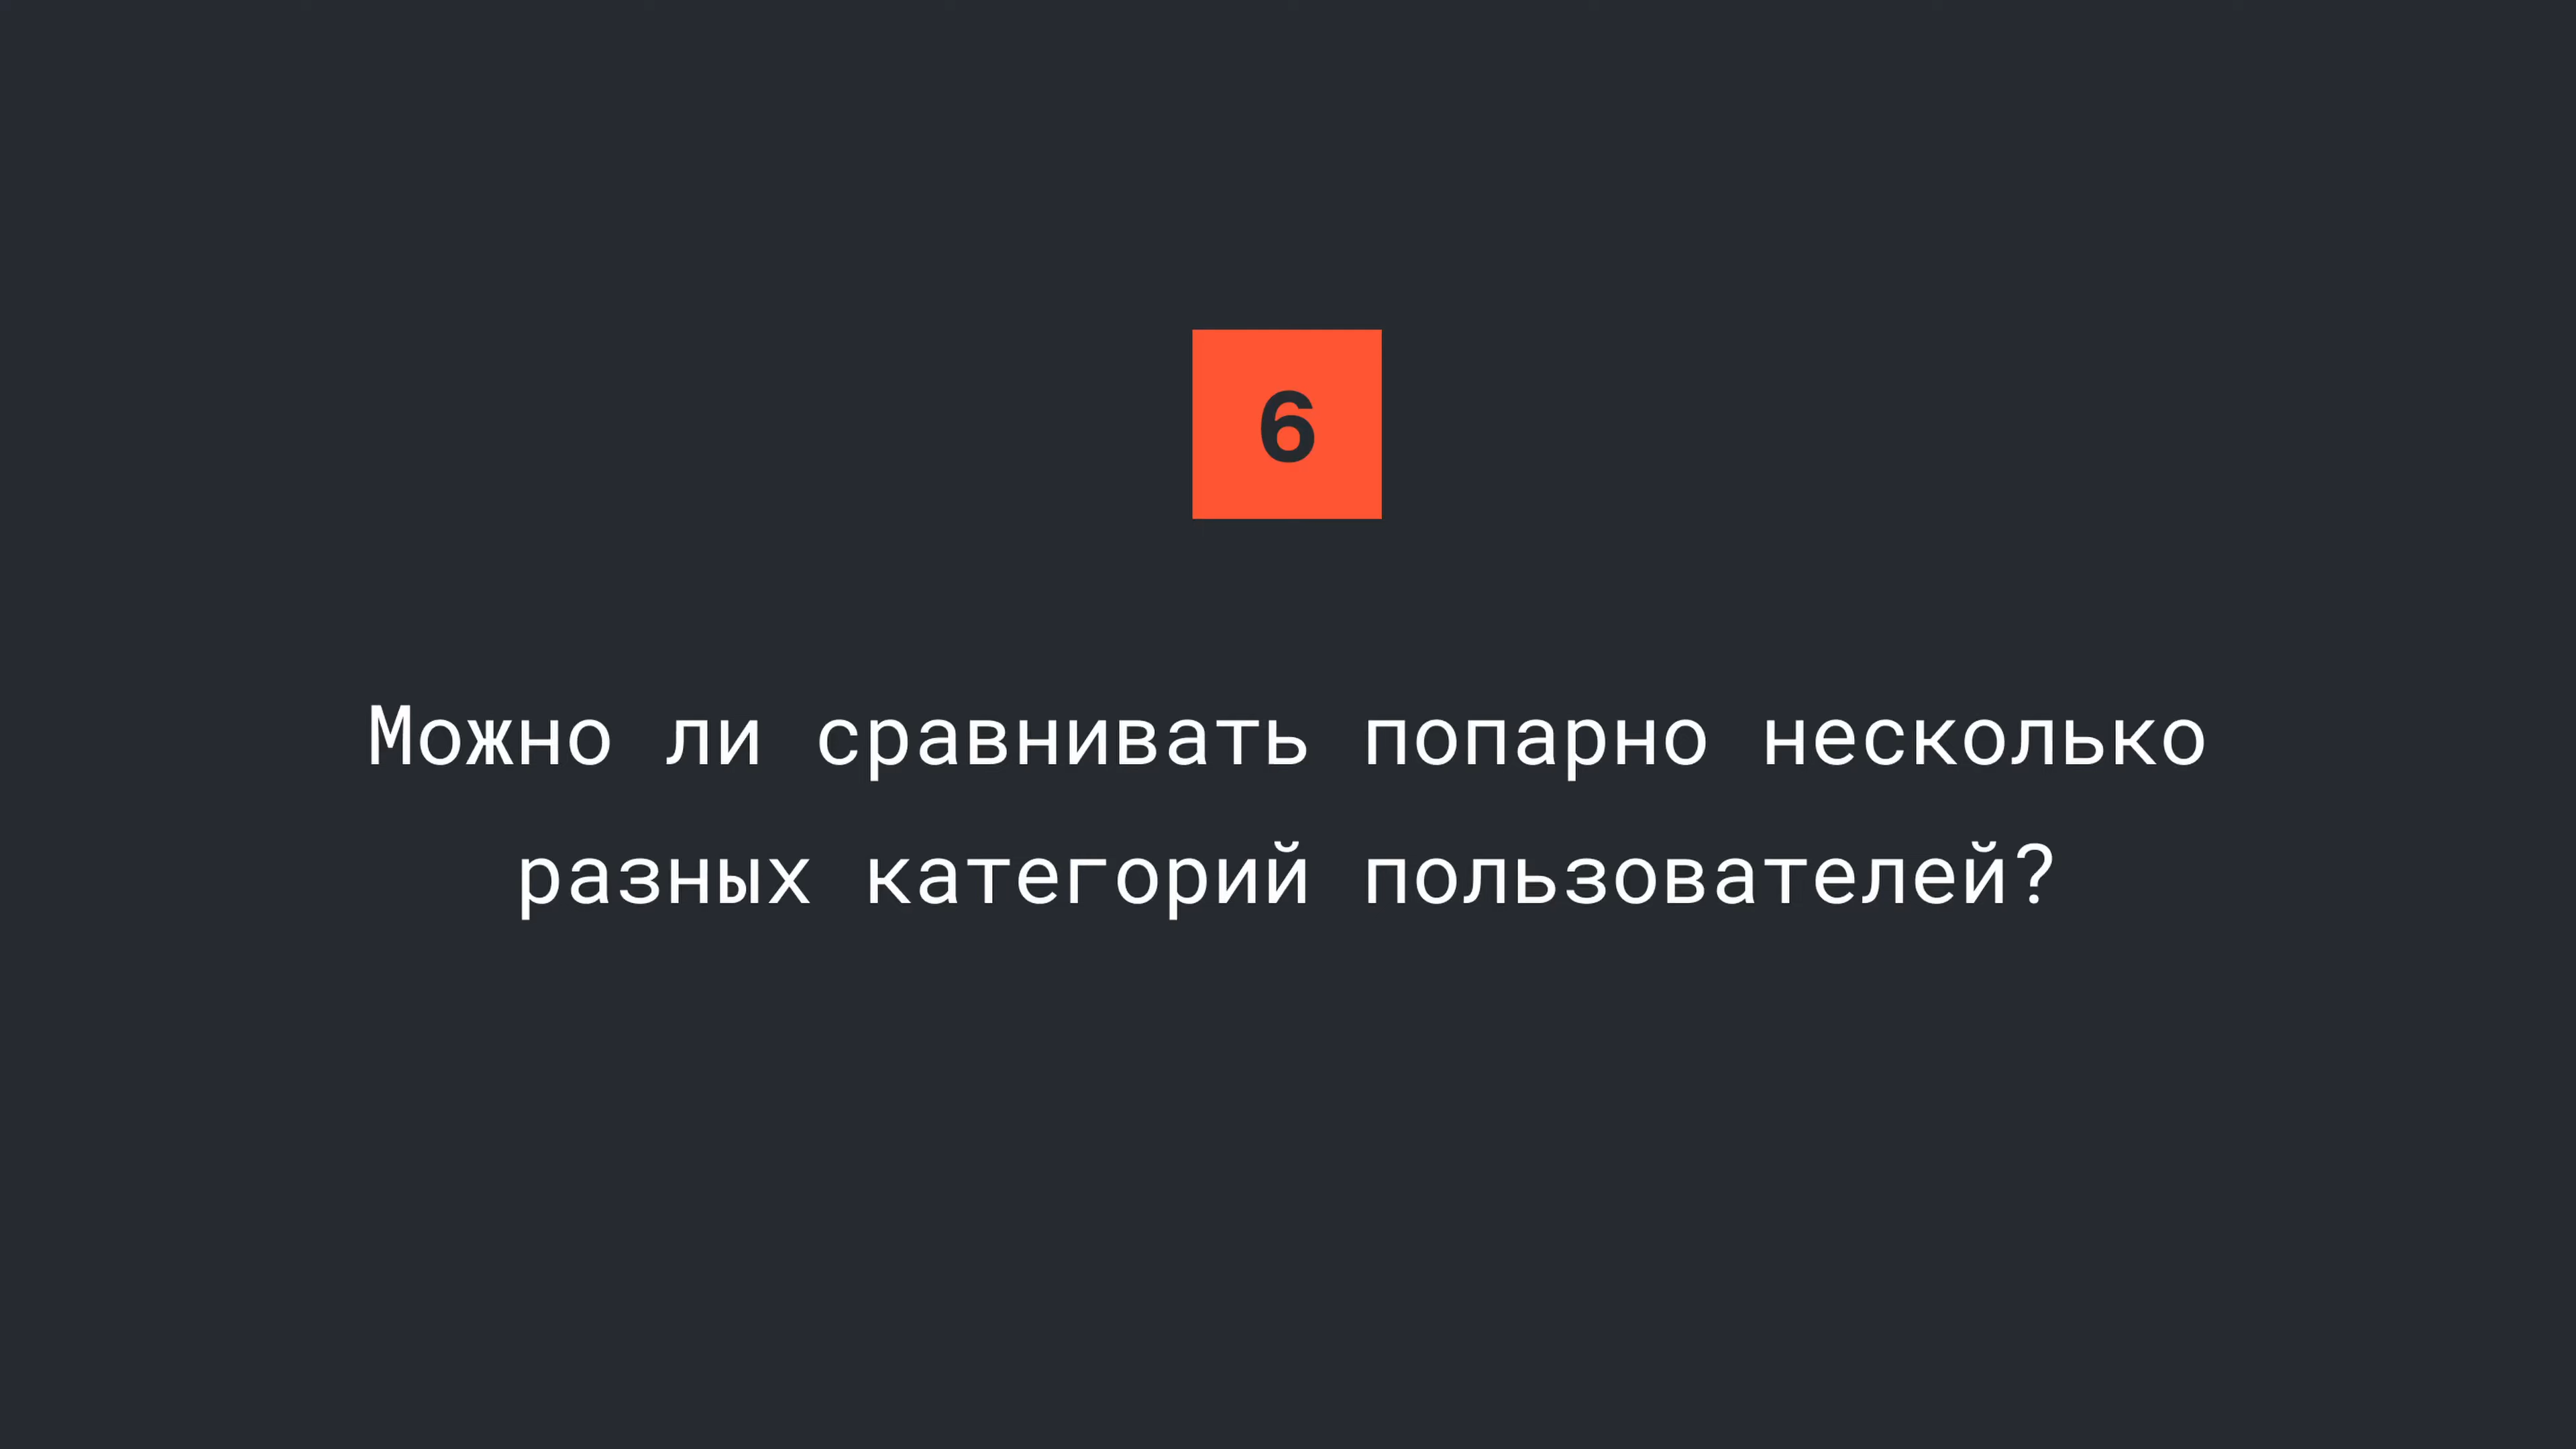 6
Можно ли сравнивать попарно несколько
разных категорий пользователей?